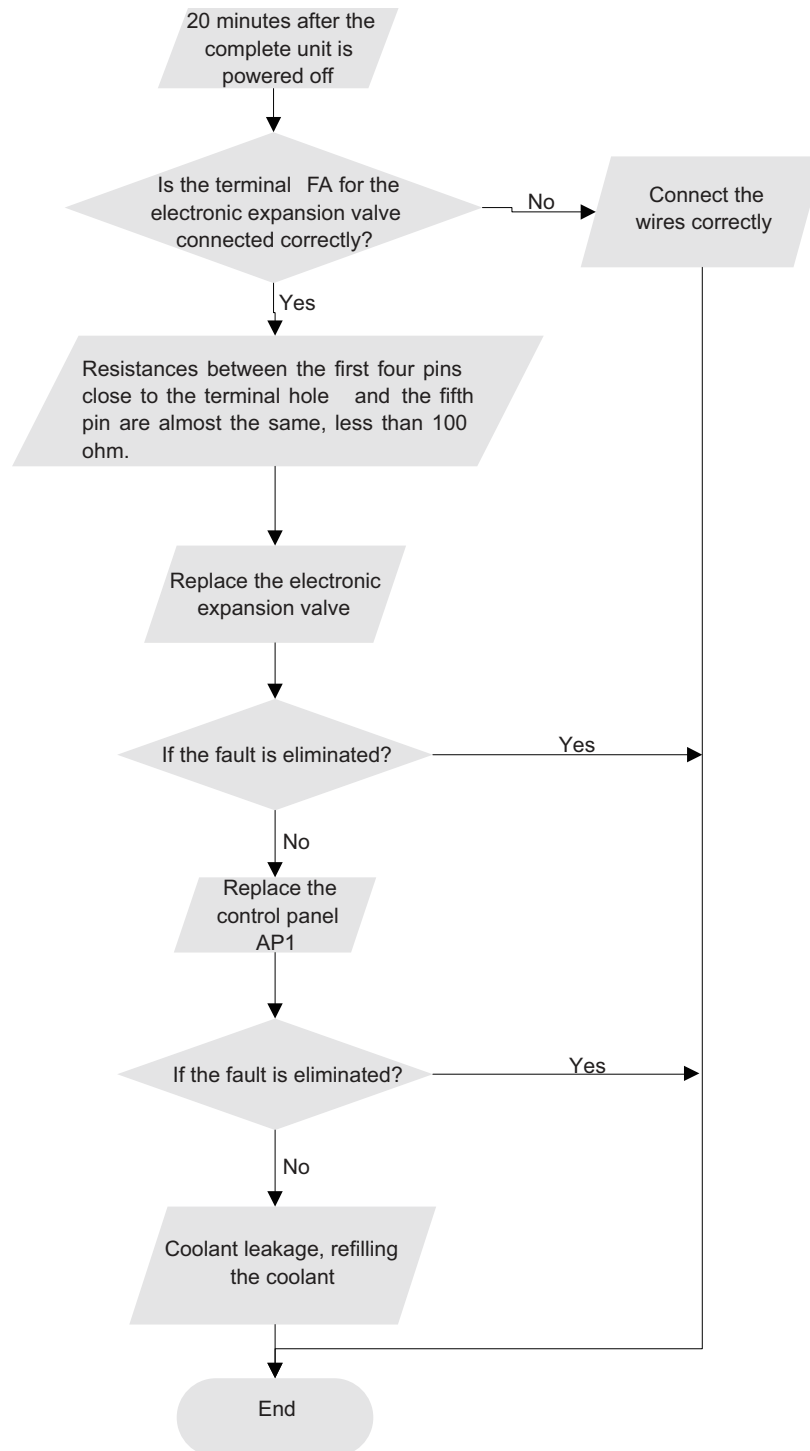 20 minutes after the
complete unit is
powered off
Is the terminal FA for the
electronic expansion valve
connected correctly?
No
Connect the
wires correctly
Yes
Resistances between the first four pins
close to the terminal hole and the fifth
pin are almost the same, less than 100
ohm.
Replace the electronic
expansion valve
If the fault is eliminated?
Yes
No
Replace the
control panel
AP1
If the fault is eliminated?
Yes
No
Coolant leakage, refilling
the coolant
End